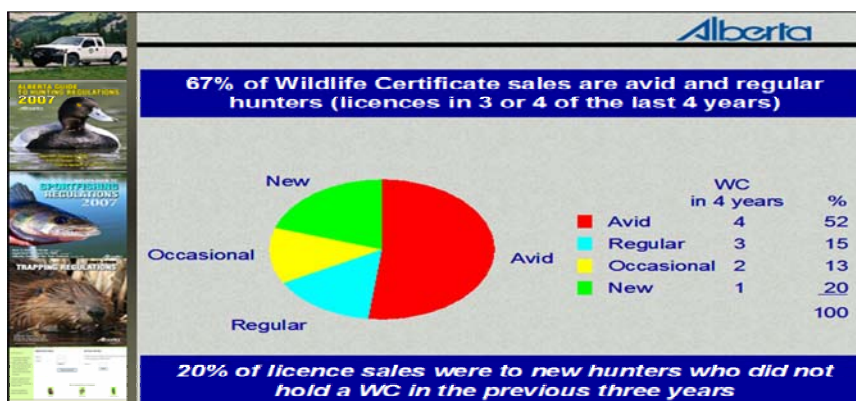 Alberta
67% of Wildlife Certificate sales are avid and regular
hunters (licences in 3 or 4 of the last 4 years)
ALBERTA GUIDE
TO HUNTING REGULATIONS
2007
SPORTFISHING
REGULATIONS
2007
TRAPPING REGULATIONS
New
Occasional
Regular
Avid
WC
in 4 years %
Avid 4 52
Regular 3 15
Occasional 2 13
New 1 20
100
20% of licence sales were to new hunters who did not
hold a WC in the previous three years